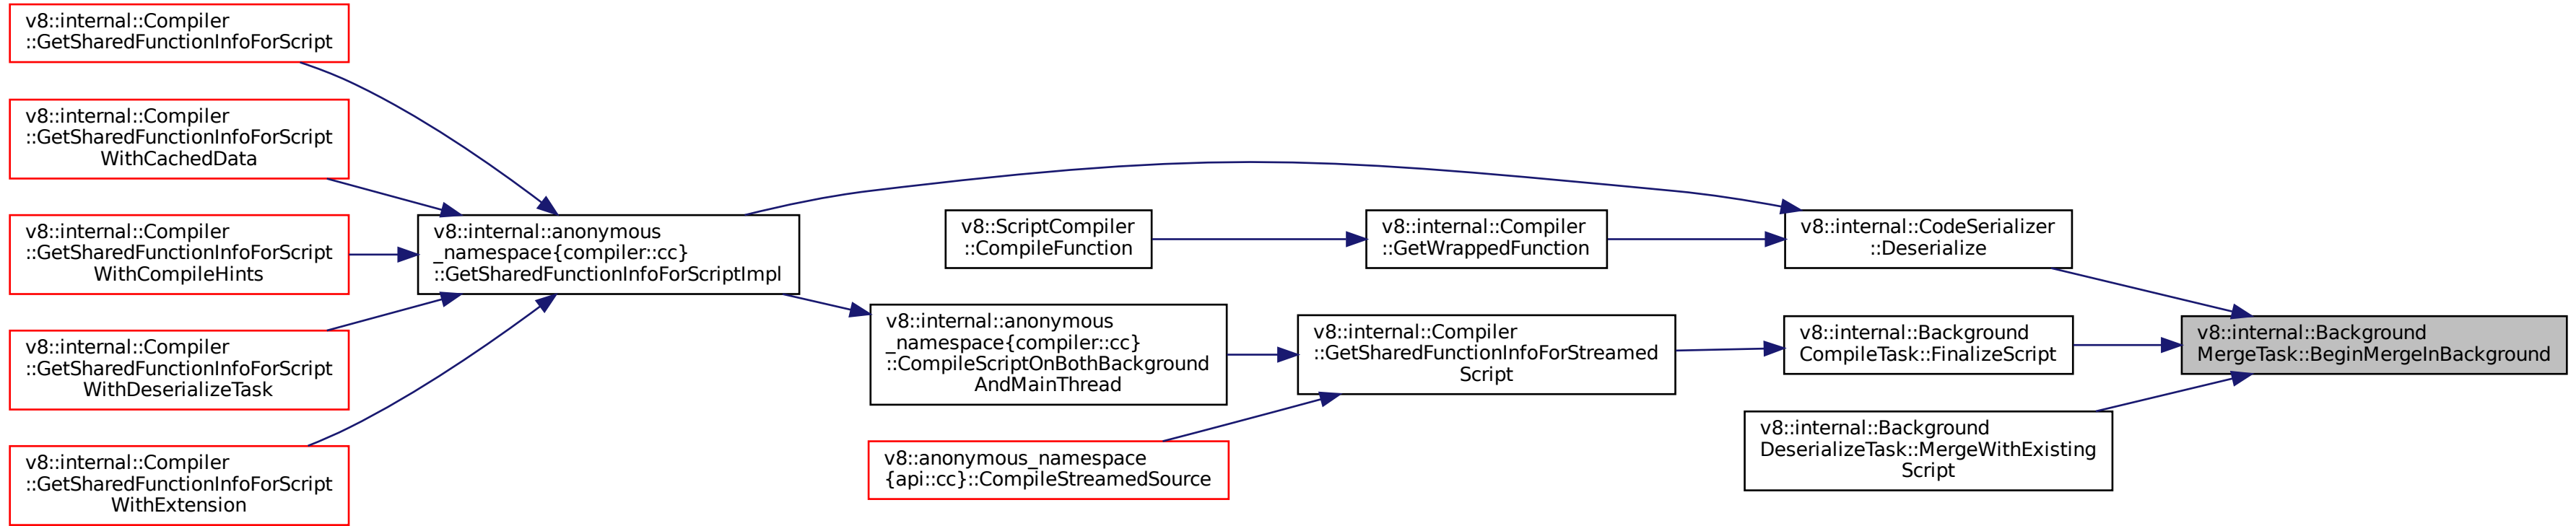 v8::internal::Compiler
::GetSharedFunctionInfoForScript
v8::internal::Compiler
::GetSharedFunctionInfoForScript
WithCachedData
v8::internal::Compiler
::GetSharedFunctionInfoForScript
WithCompileHints
v8::internal::Compiler
::GetSharedFunctionInfoForScript
WithDeserializeTask
v8::internal::Compiler
::GetSharedFunctionInfoForScript
WithExtension
v8::internal::anonymous
_namespace{compiler::cc}
::GetSharedFunctionInfoForScriptImpl
v8::ScriptCompiler
::CompileFunction
v8::internal::anonymous
_namespace{compiler::cc}
::CompileScriptOnBothBackground
AndMainThread
v8::anonymous_namespace
{api::cc}::CompileStreamedSource
v8::internal::Compiler
::GetWrappedFunction
v8::internal::Compiler
::GetSharedFunctionInfoForStreamed
Script
v8::internal::CodeSerializer
::Deserialize
v8::internal::Background
CompileTask::FinalizeScript
v8::internal::Background
DeserializeTask::MergeWithExisting
Script
v8::internal::Background
MergeTask::BeginMergeInBackground